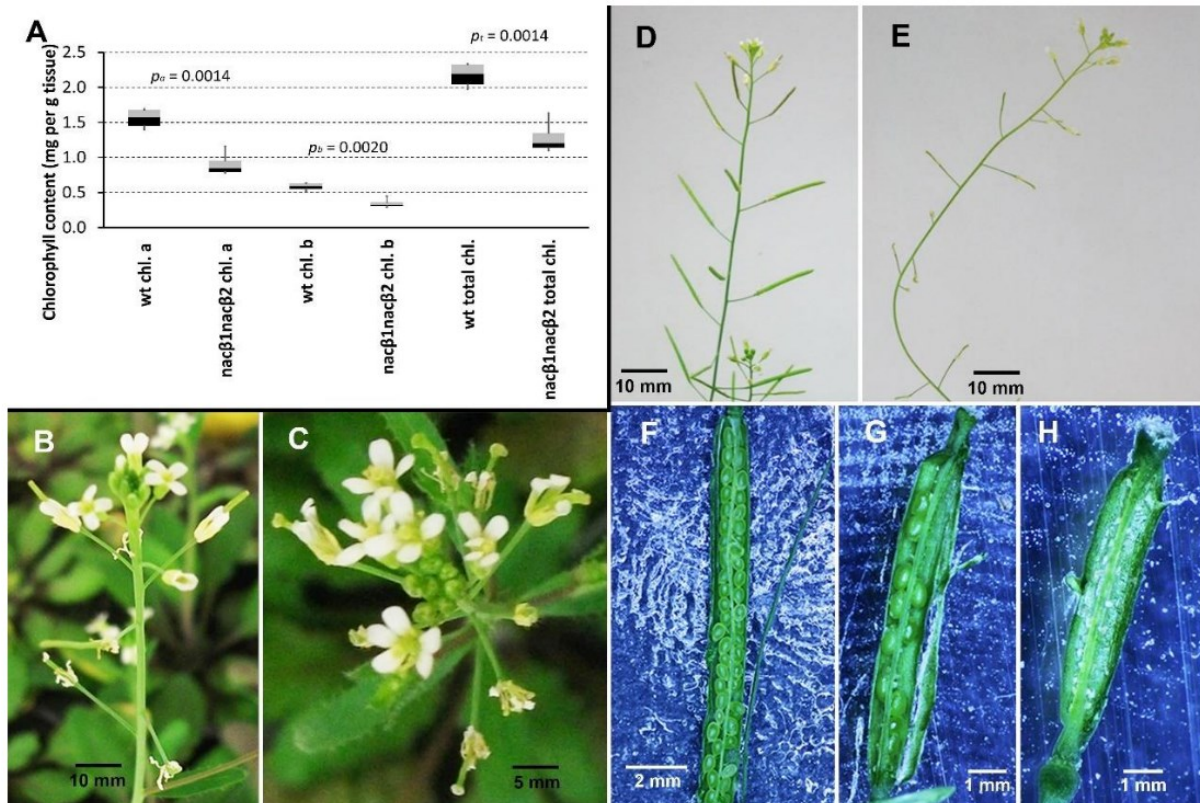 A
Chlorophyll content (mg per g tissue)
2.5
2.0
1.5
1.0
0.5
0.0
pa = 0.0014
pb = 0.0020
pt = 0.0014
wt chl. a
nacβ1nacβ2 chl. a
wt chl. b
nacβ1nacβ2 chl. b
wt total chl.
nacβ1nacβ2 total chl.
D
10 mm
E
10 mm
B
10 mm
C
5 mm
F
2 mm
G
1 mm
H
1 mm